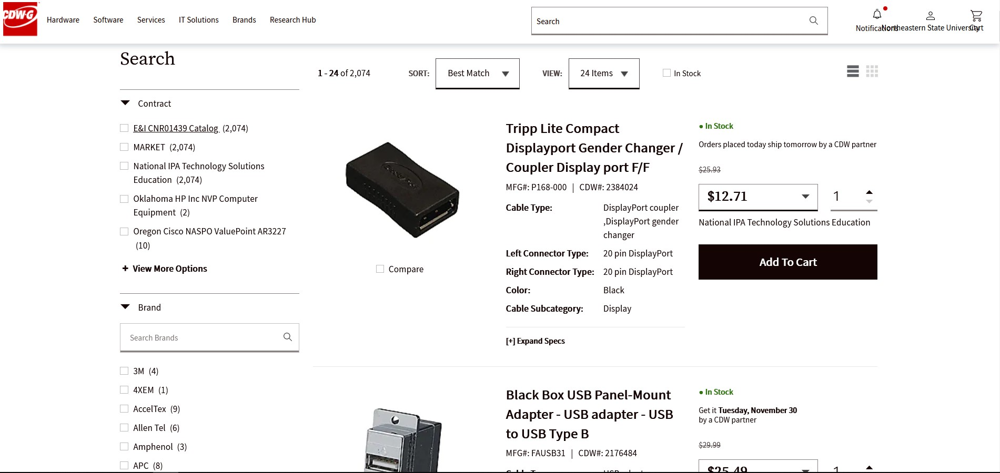 CDW·G
Hardware
Software
Services
IT Solutions
Brands
Research Hub
Search
Notifications
Northeastern State University
Cart
Search
1 - 24 of 2,074
SORT:
Best Match
VIEW:
24 Items
In Stock
Contract
E&I CNR01439 Catalog (2,074)
MARKET (2,074)
National IPA Technology Solutions
Education (2,074)
Oklahoma HP Inc NVP Computer
Equipment (2)
Oregon Cisco NASPO ValuePoint AR3227
(10)
+ View More Options
Brand
Search Brands
3M (4)
4XEM (1)
AccelTex (9)
Allen Tel (6)
Amphenol (3)
APC (8)
Compare
Tripp Lite Compact
Displayport Gender Changer /
Coupler Display port F/F
MFG#: P168-000 | CDW#: 2384024
Cable Type: DisplayPort coupler
,DisplayPort gender
changer
Left Connector Type: 20 pin DisplayPort
Right Connector Type: 20 pin DisplayPort
Color: Black
Cable Subcategory: Display
[+] Expand Specs
• In Stock
Orders placed today ship tomorrow by a CDW partner
$25.93
$12.71
1
National IPA Technology Solutions Education
Add To Cart
Black Box USB Panel-Mount
Adapter - USB adapter - USB
to USB Type B
MFG#: FAUSB31 | CDW#: 2176484
• In Stock
Get it Tuesday, November 30
by a CDW partner
$29.99
$25.49
1